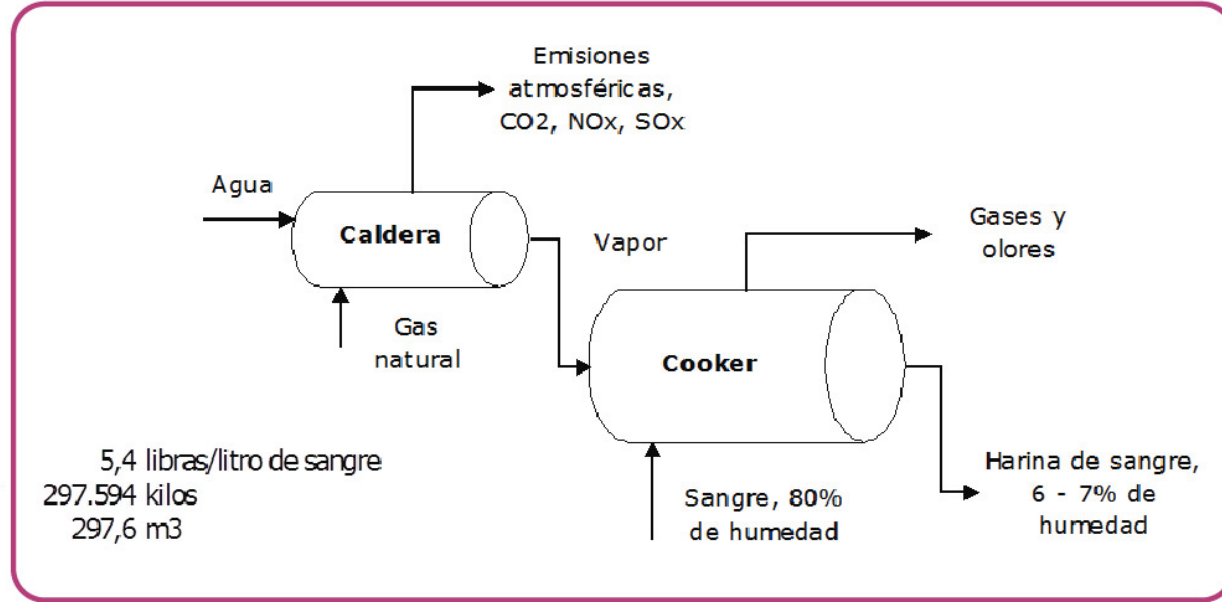 Emisiones
atmosféricas,
CO2, NOx, SOx
Agua
Caldera
Vapor
Gases y
olores
Gas
natural
Cooker
5,4 libras/litro de sangre
297.594 kilos
297,6 m3
Sangre, 80%
de humedad
Harina de sangre,
6 - 7% de
humedad